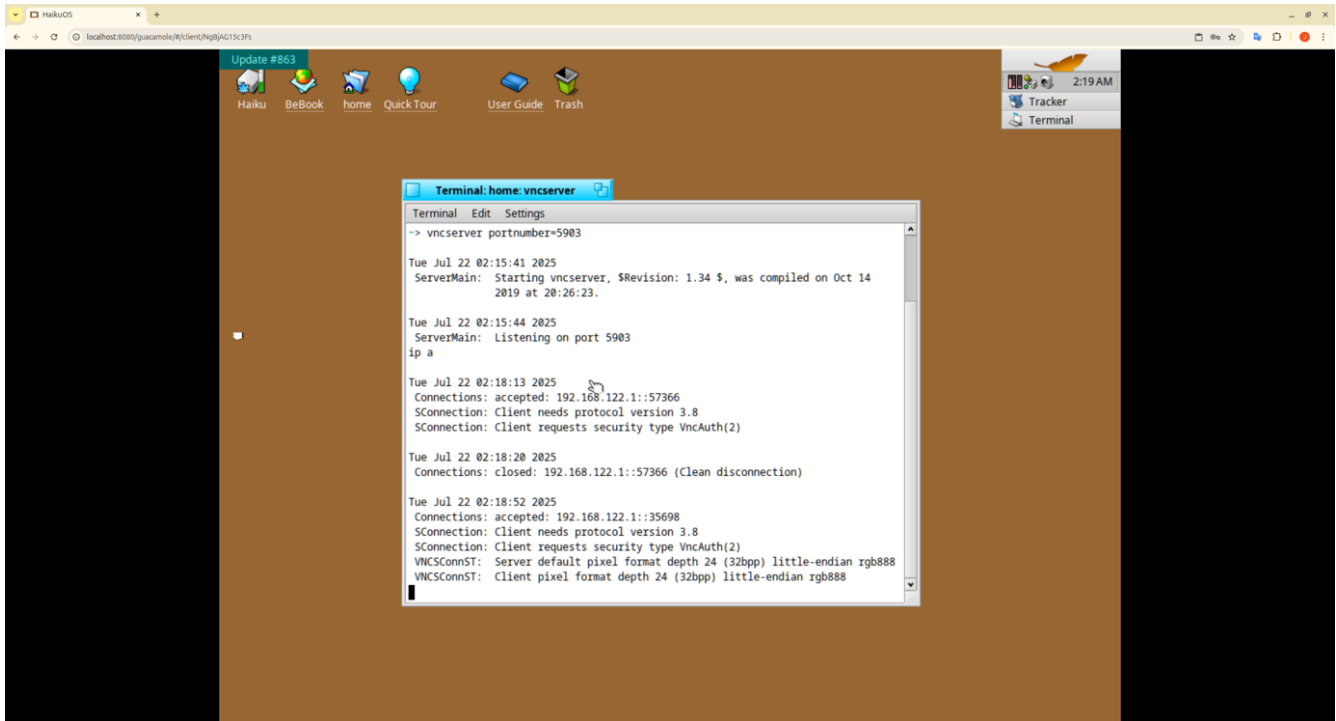 HaikuOS
localhost:8080/guacamole/#/client/NgBjAG15c3Fs
Update #863
Haiku
BeBook
home
Quick Tour
User Guide
Trash
2:19 AM
Tracker
Terminal
Terminal: home: vncserver
Terminal Edit Settings
~> vncserver portnumber=5903
Tue Jul 22 02:15:41 2025
ServerMain: Starting vncserver, $Revision: 1.34 $, was compiled on Oct 14
2019 at 20:26:23.
Tue Jul 22 02:15:44 2025
ServerMain: Listening on port 5903
ip a
Tue Jul 22 02:18:13 2025
Connections: accepted: 192.168.122.1::57366
SConnection: Client needs protocol version 3.8
SConnection: Client requests security type VncAuth(2)
Tue Jul 22 02:18:20 2025
Connections: closed: 192.168.122.1::57366 (Clean disconnection)
Tue Jul 22 02:18:52 2025
Connections: accepted: 192.168.122.1::35698
SConnection: Client needs protocol version 3.8
SConnection: Client requests security type VncAuth(2)
VNCSConnST: Server default pixel format depth 24 (32bpp) little-endian rgb888
VNCSConnST: Client pixel format depth 24 (32bpp) little-endian rgb888